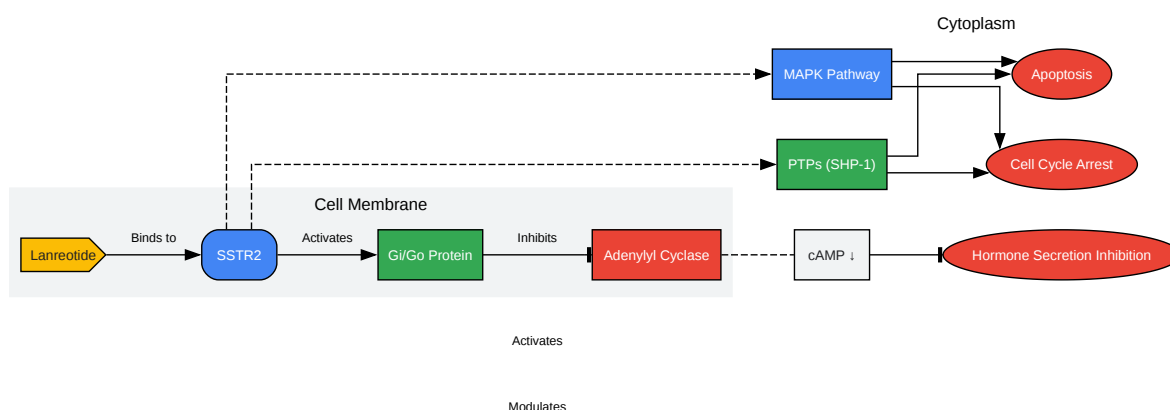 Cytoplasm
MAPK Pathway
Apoptosis
PTPs (SHP-1)
Cell Cycle Arrest
Cell Membrane
Lanreotide
Binds to
SSTR2
Activates
Gi/Go Protein
Inhibits
Adenylyl Cyclase
cAMP ↓
Hormone Secretion Inhibition
Activates
Modulates